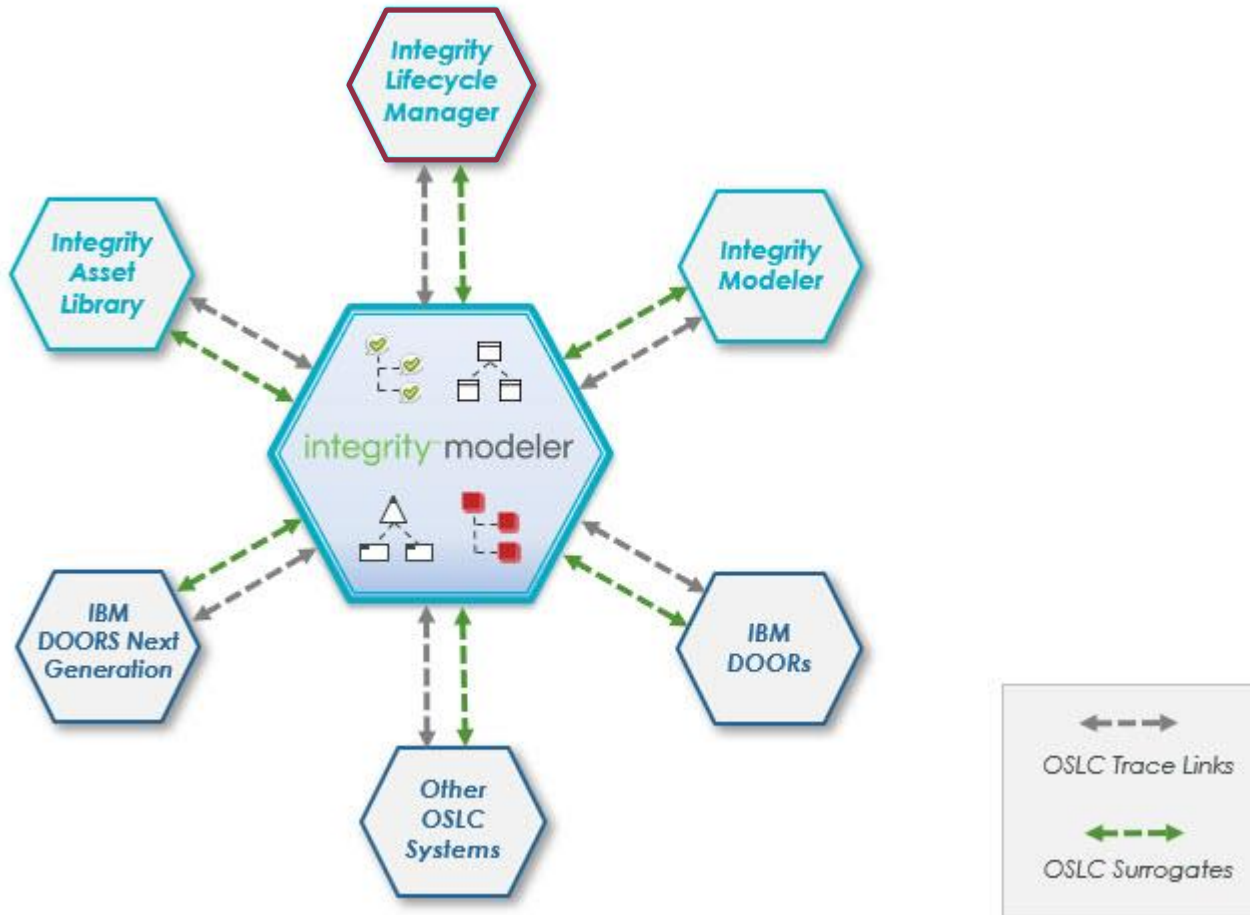 Integrity
Lifecycle
Manager
Integrity
Asset
Library
Integrity
Modeler
integrity modeler
IBM
DOORS Next
Generation
IBM
DOORs
Other
OSLC
Systems
OSLC Trace Links
OSLC Surrogates